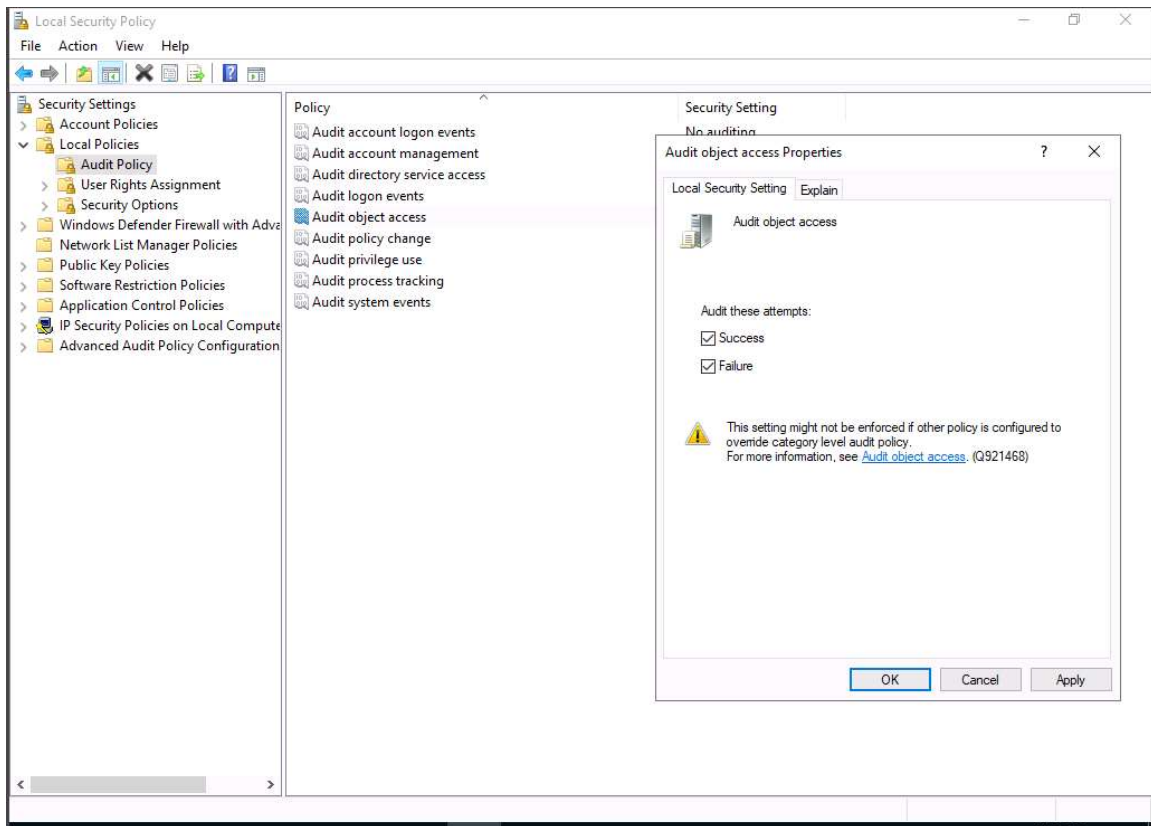 Local Security Policy
File Action View Help
Security Settings
Account Policies
Local Policies
Audit Policy
User Rights Assignment
Security Options
Windows Defender Firewall with Adva
Network List Manager Policies
Public Key Policies
Software Restriction Policies
Application Control Policies
IP Security Policies on Local Compute
Advanced Audit Policy Configuration
Policy Security Setting
Audit account logon events No auditing
Audit account management
Audit directory service access
Audit logon events
Audit object access
Audit policy change
Audit privilege use
Audit process tracking
Audit system events
Audit object access Properties ?
Local Security Setting Explain
Audit object access
Audit these attempts:
Success
Failure
This setting might not be enforced if other policy is configured to
override category level audit policy.
For more information, see Audit object access. (Q921468)
OK Cancel Apply